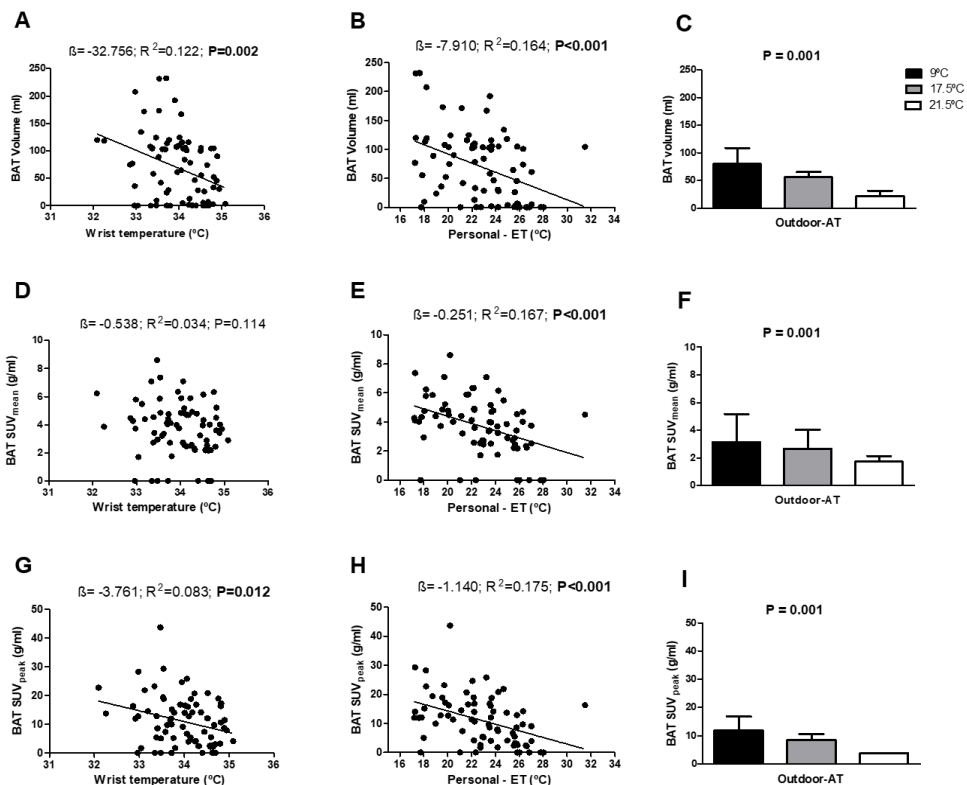 A
ß= -32.756; R²=0.122; P=0.002
BAT Volume (ml)
250
200
150
100
50
0
31 32 33 34 35 36
Wrist temperature (ºC)
B
ß= -7.910; R²=0.164; P<0.001
BAT Volume (ml)
250
200
150
100
50
0
16 18 20 22 24 26 28 30 32 34
Personal - ET (ºC)
C
P = 0.001
9ºC
17.5ºC
21.5ºC
BAT volume (ml)
250
200
150
100
50
0
Outdoor-AT
D
ß= -0.538; R²=0.034; P=0.114
BAT SUVmean (g/ml)
10
8
6
4
2
0
31 32 33 34 35 36
Wrist temperature (ºC)
E
ß= -0.251; R²=0.167; P<0.001
BAT SUVmean (g/ml)
10
8
6
4
2
0
16 18 20 22 24 26 28 30 32 34
Personal - ET (ºC)
F
P = 0.001
BAT SUVmean (g/ml)
10
8
6
4
2
0
Outdoor-AT
G
ß= -3.761; R²=0.083; P=0.012
BAT SUVpeak (g/ml)
50
40
30
20
10
0
31 32 33 34 35 36
Wrist temperature (ºC)
H
ß= -1.140; R²=0.175; P<0.001
BAT SUVpeak (g/ml)
50
40
30
20
10
0
16 18 20 22 24 26 28 30 32 34
Personal - ET (ºC)
I
P = 0.001
BAT SUVpeak (g/ml)
50
40
30
20
10
0
Outdoor-AT